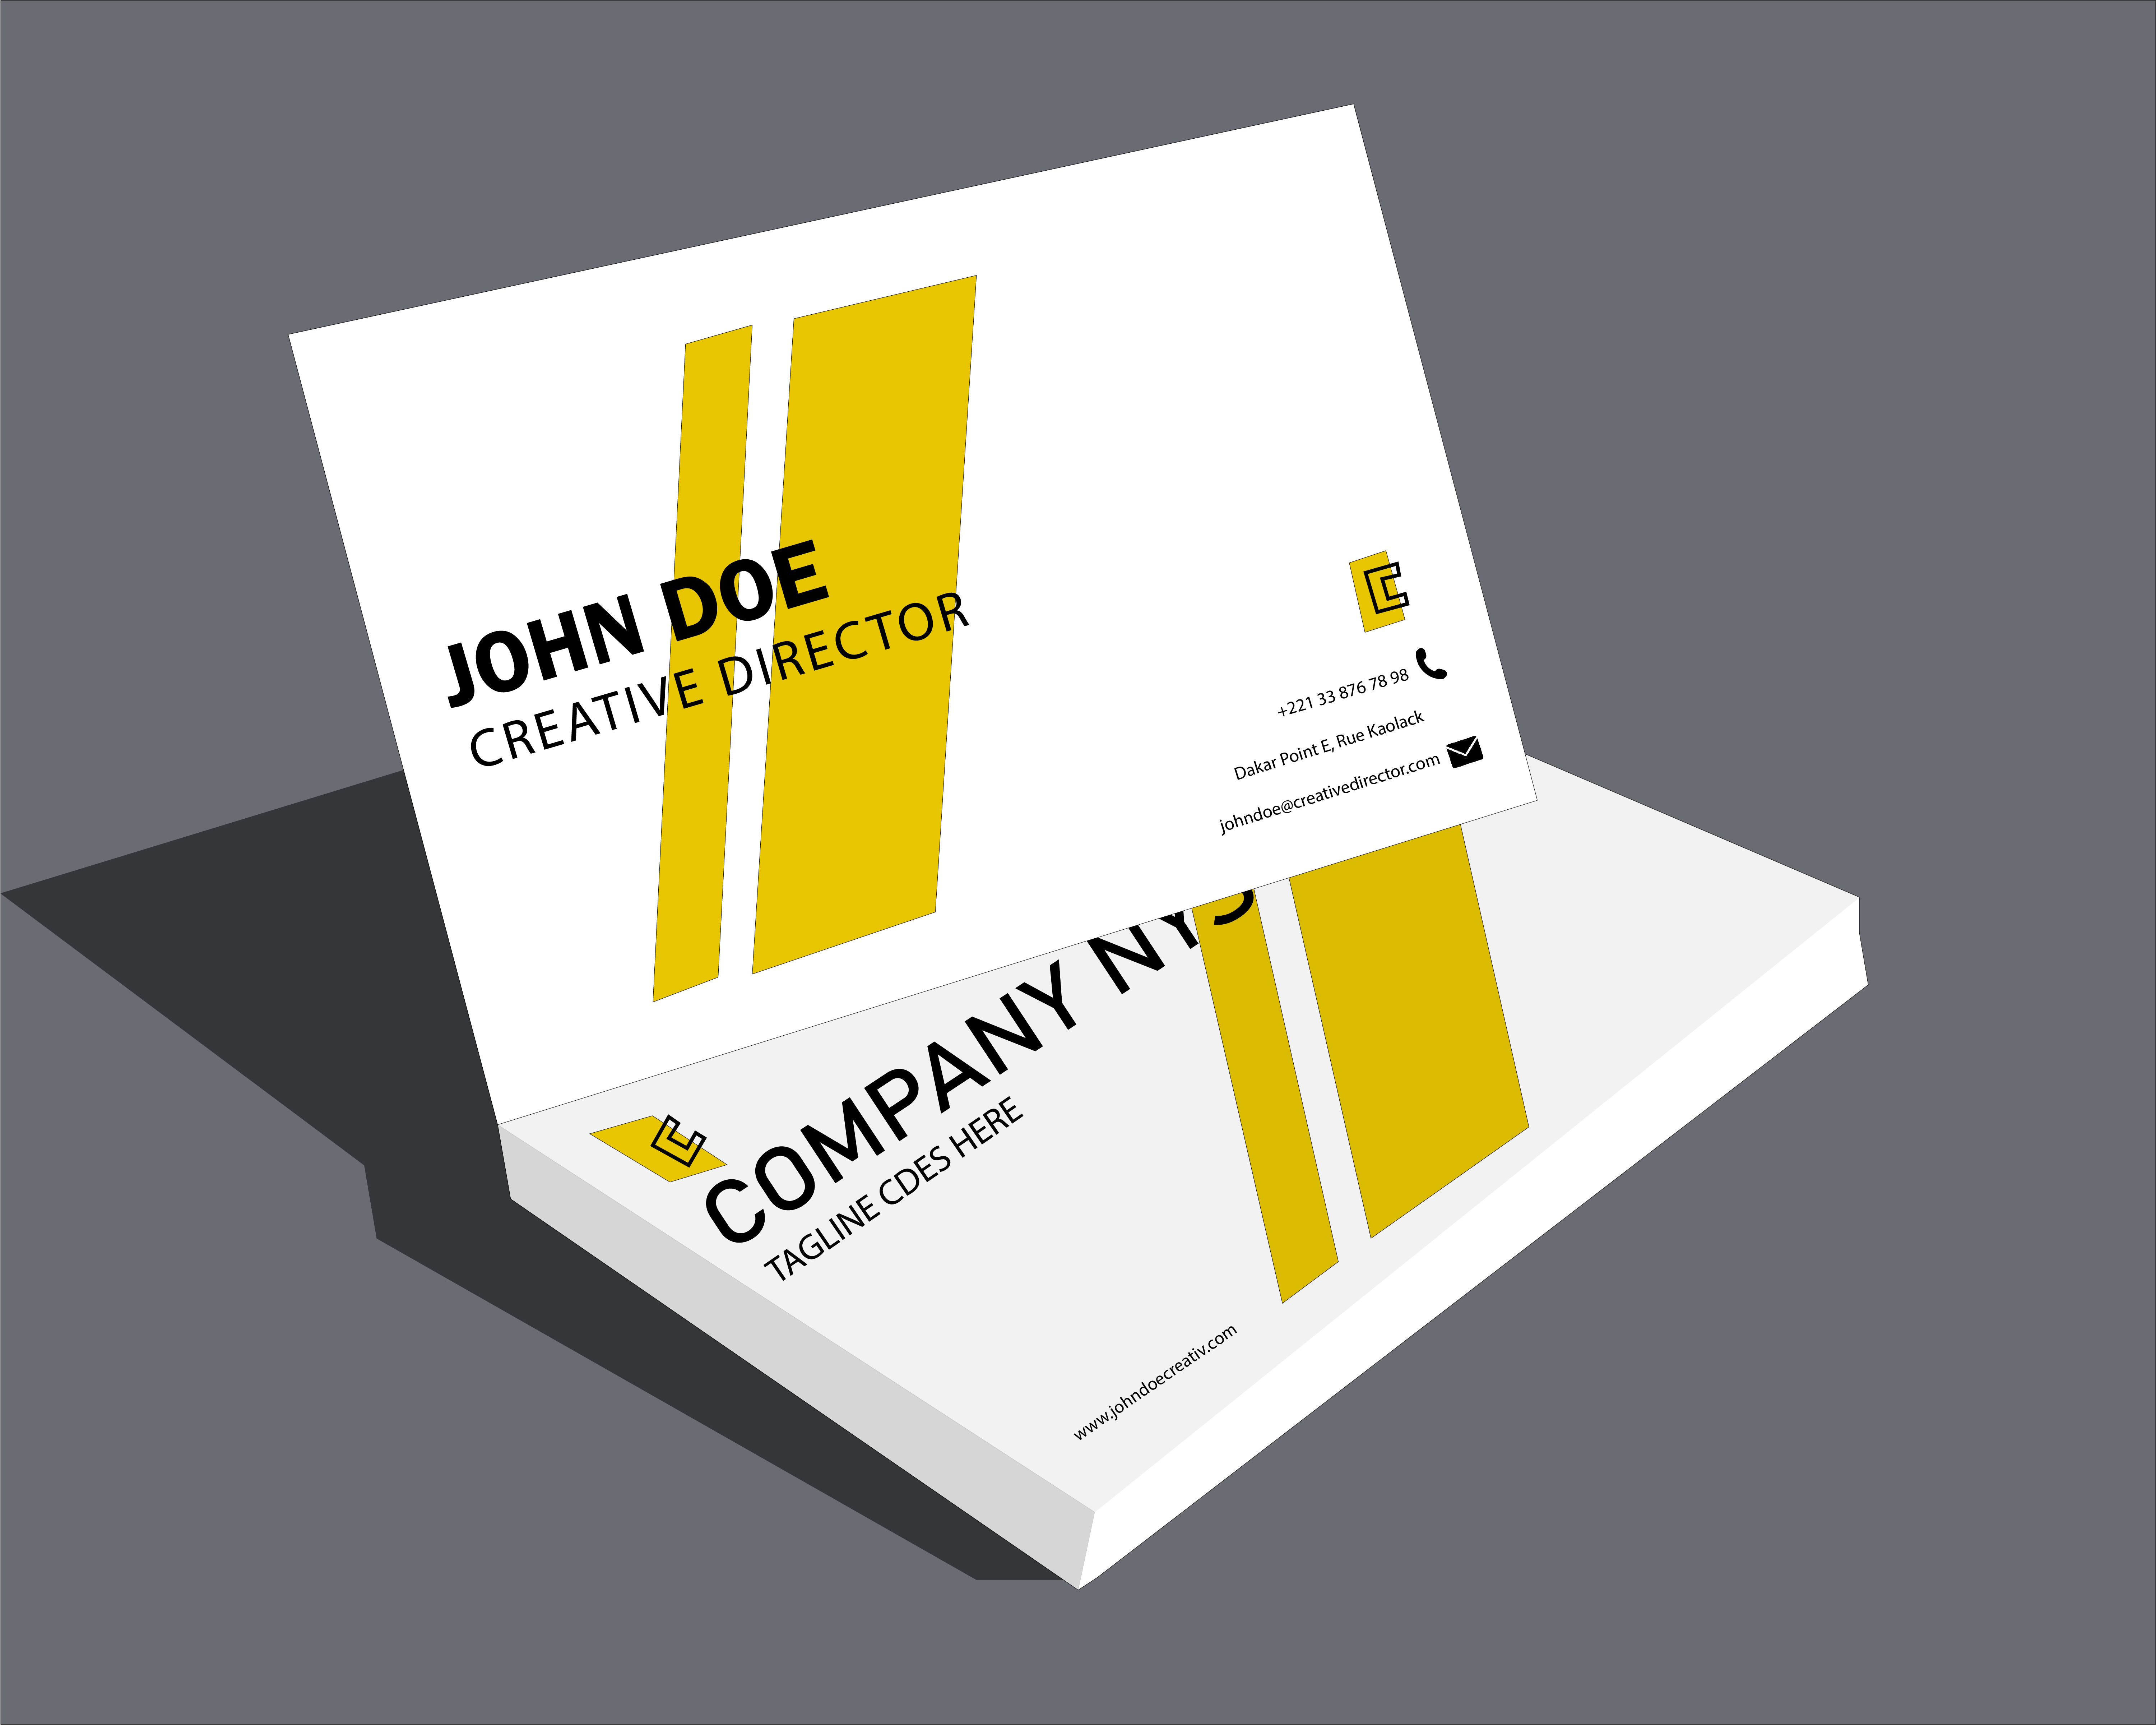 JOHN DOE
CREATIVE DIRECTOR
+221 33 876 78 98
Dakar Point E, Rue Kaolack
johndoe@creativedirector.com
COMPANY
TAGLINE CDES HERE
www.johndoecreativ.com